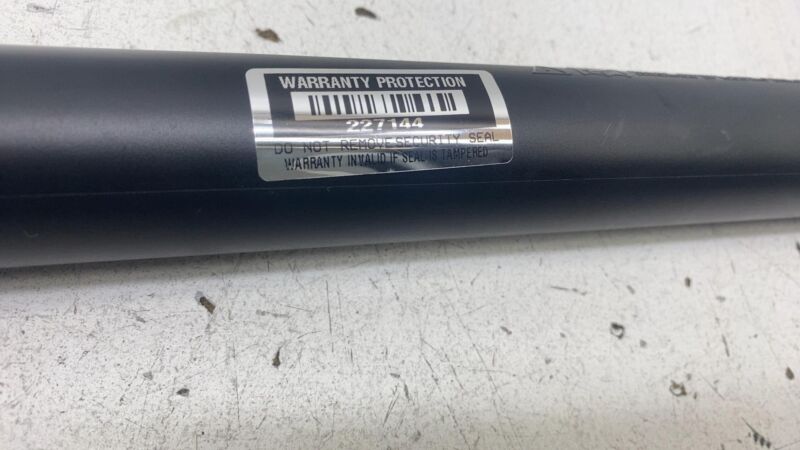 WARRANTY PROTECTION
227144
DO NOT REMOVE SECURITY SEAL
WARRANTY INVALID IF SEAL IS TAMPERED